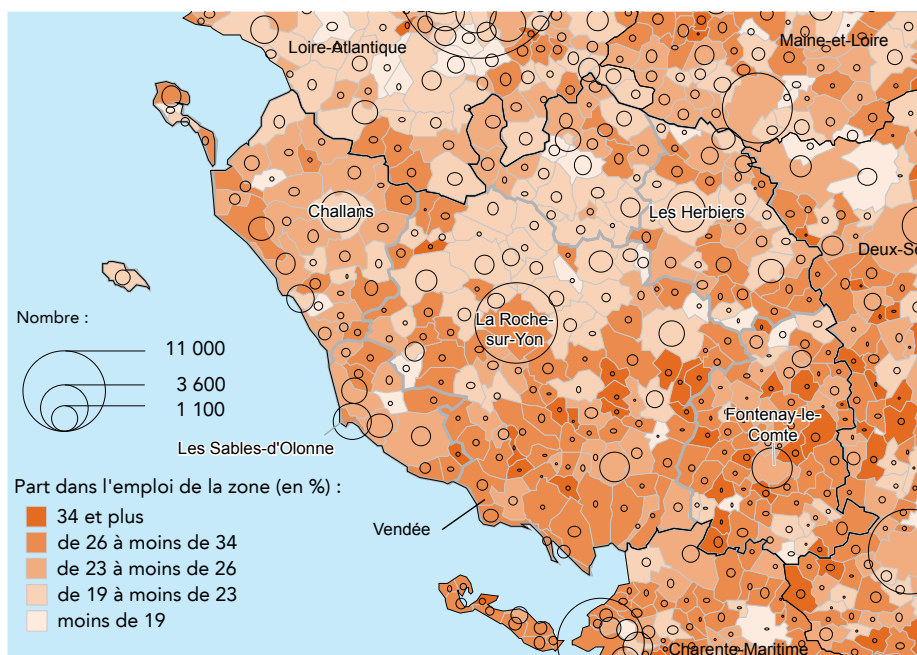 Loire-Atlantique
Maine-et-Loire
Challans
Les Herbiers
Deux-Sè
Nombre :
11 000
3 600
1 100
La Roche-
sur-Yon
Fontenay-le-
Comte
Les Sables-d'Olonne
Part dans l'emploi de la zone (en %) :
34 et plus
de 26 à moins de 34
de 23 à moins de 26
de 19 à moins de 23
moins de 19
Vendée
Charente-Maritime